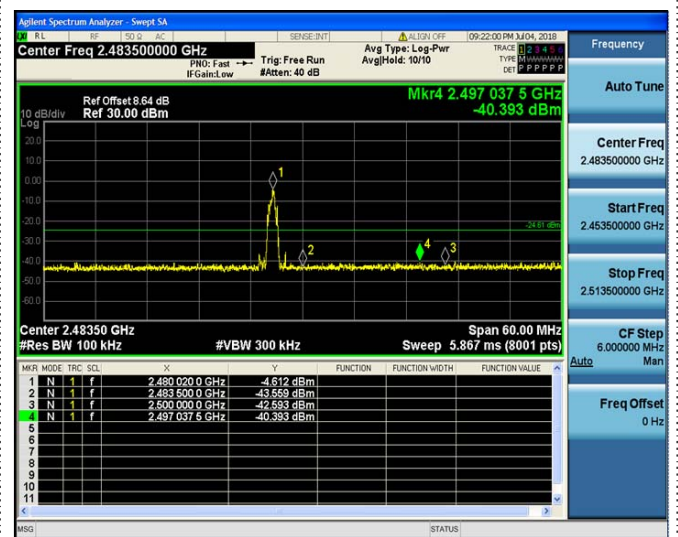 Agilent Spectrum Analyzer - Swept SA
RL RF 50 Ω AC SENSE:INT ALIGN OFF 09:22:00 PM Jul 04, 2018
Center Freq 2.483500000 GHz
PNO: Fast Trig: Free Run
IFGain:Low #Atten: 40 dB
Avg Type: Log-Pwr
Avg|Hold: 10/10
TRACE 1 2 3 4 5 6
TYPE M WWWWW
DET P P P P P P
Ref Offset 8.64 dB
10 dB/div Ref 30.00 dBm
Log
Mkr4 2.497 037 5 GHz
-40.393 dBm
20.0
10.0
0.00
-10.0
-20.0
-30.0
-40.0
-50.0
-60.0
1
2
4
3
-24.61 dBm
Center 2.48350 GHz Span 60.00 MHz
#Res BW 100 kHz #VBW 300 kHz Sweep 5.867 ms (8001 pts)
MKR MODE TRC SCL X Y FUNCTION FUNCTION WIDTH FUNCTION VALUE
1 N 1 f 2.480 020 0 GHz -4.612 dBm
2 N 1 f 2.483 500 0 GHz -43.559 dBm
3 N 1 f 2.500 000 0 GHz -42.593 dBm
4 N 1 f 2.497 037 5 GHz -40.393 dBm
5
6
7
8
9
10
11
MSG STATUS
Frequency
Auto Tune
Center Freq
2.483500000 GHz
Start Freq
2.453500000 GHz
Stop Freq
2.513500000 GHz
CF Step
6.000000 MHz
Auto Man
Freq Offset
0 Hz